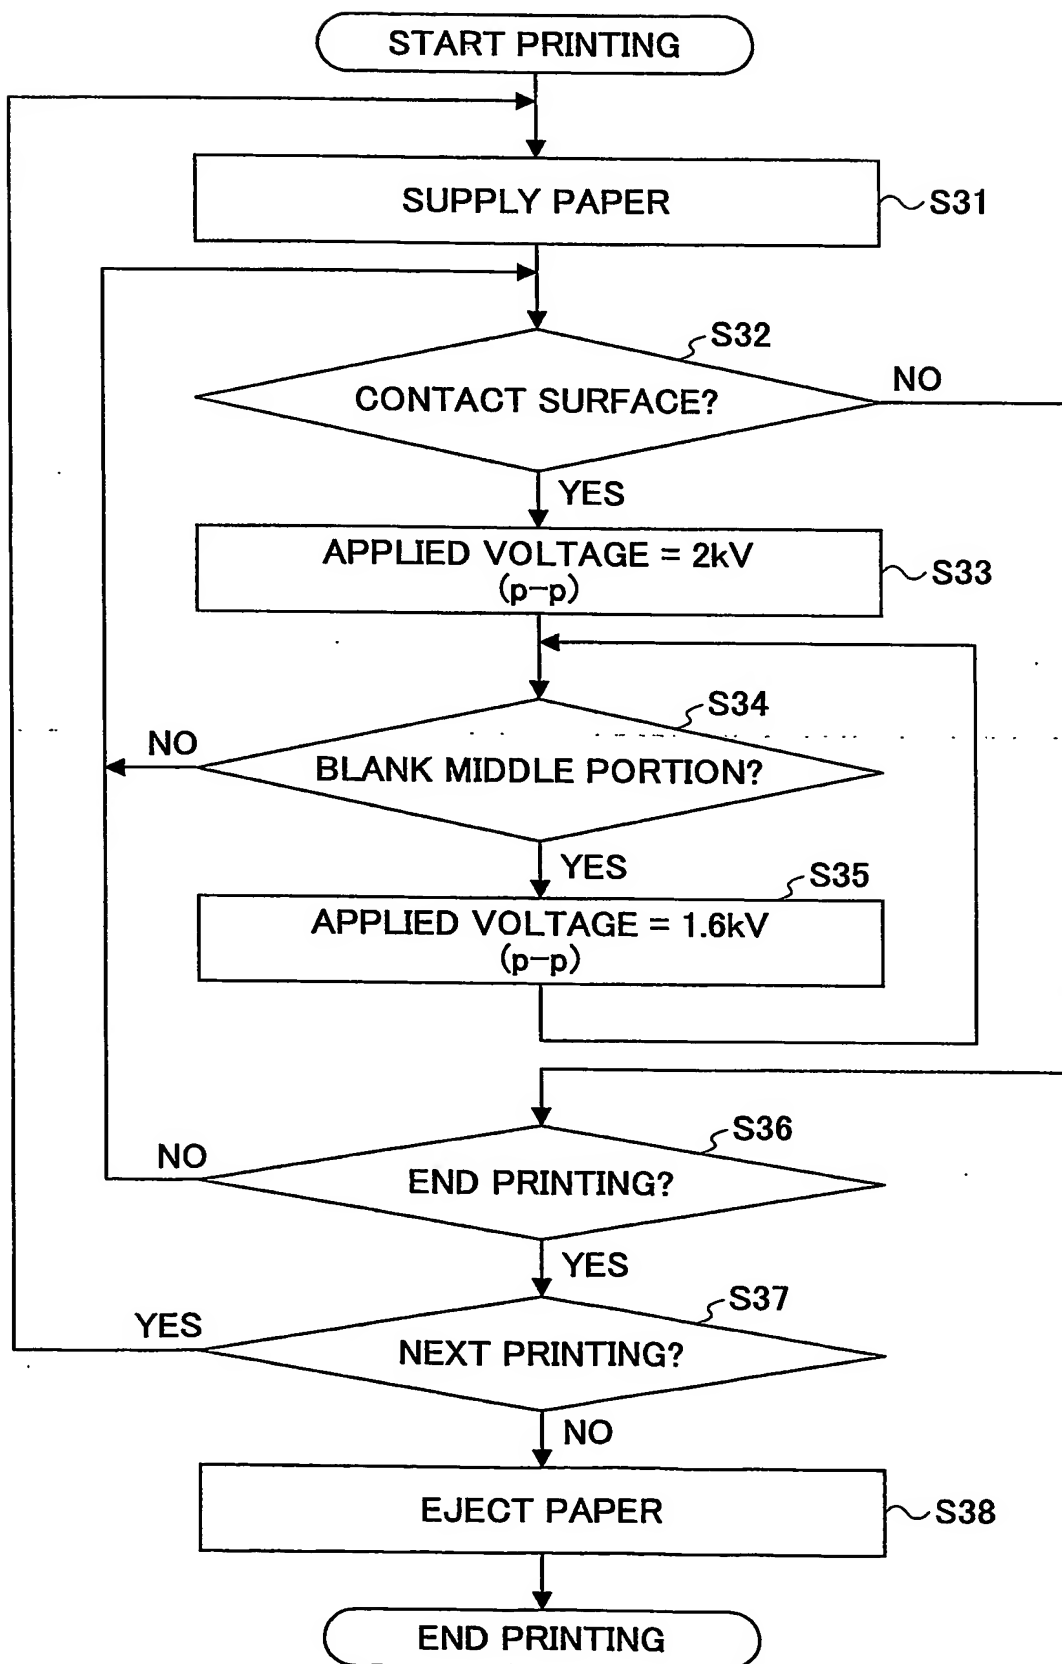 START PRINTING
SUPPLY PAPER
S31
S32
CONTACT SURFACE?
NO
YES
APPLIED VOLTAGE = 2kV
(p-p)
S33
S34
NO
BLANK MIDDLE PORTION?
YES
S35
APPLIED VOLTAGE = 1.6kV
(p-p)
S36
NO
END PRINTING?
YES
S37
YES
NEXT PRINTING?
NO
EJECT PAPER
S38
END PRINTING